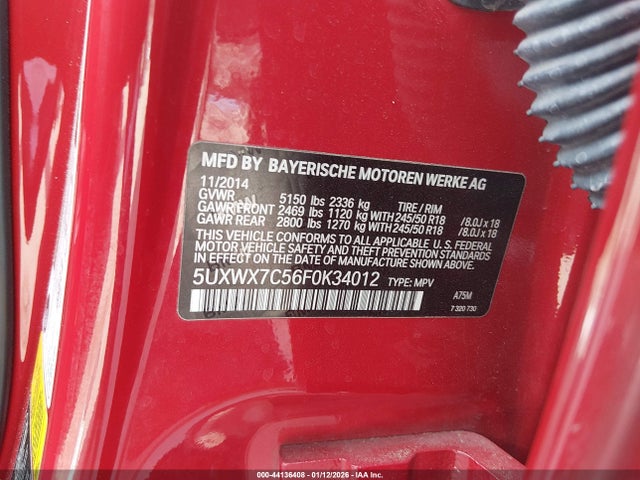 MFD BY BAYERISCHE MOTOREN WERKE AG
11/2014
GVWR 5150 lbs 2336 kg TIRE / RIM
GAWR FRONT 2469 lbs 1120 kg WITH 245/50 R18 /8.0J x 18
GAWR REAR 2800 lbs 1270 kg WITH 245/50 R18 /8.0J x 18
THIS VEHICLE CONFORMS TO ALL APPLICABLE U.S. FEDERAL
MOTOR VEHICLE SAFETY AND THEFT PREVENTION STANDARDS
IN EFFECT ON THE DATE OF MANUFACTURE SHOWN ABOVE.
5UXWX7C56F0K34012 TYPE: MPV
A75M
7 320 730
000-44136408 - 01/12/2026 - IAA Inc.